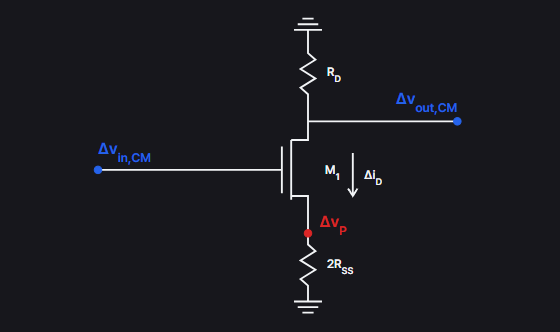 R_D
Δv_out,CM
Δv_in,CM
M_1
Δi_D
Δv_P
2R_SS